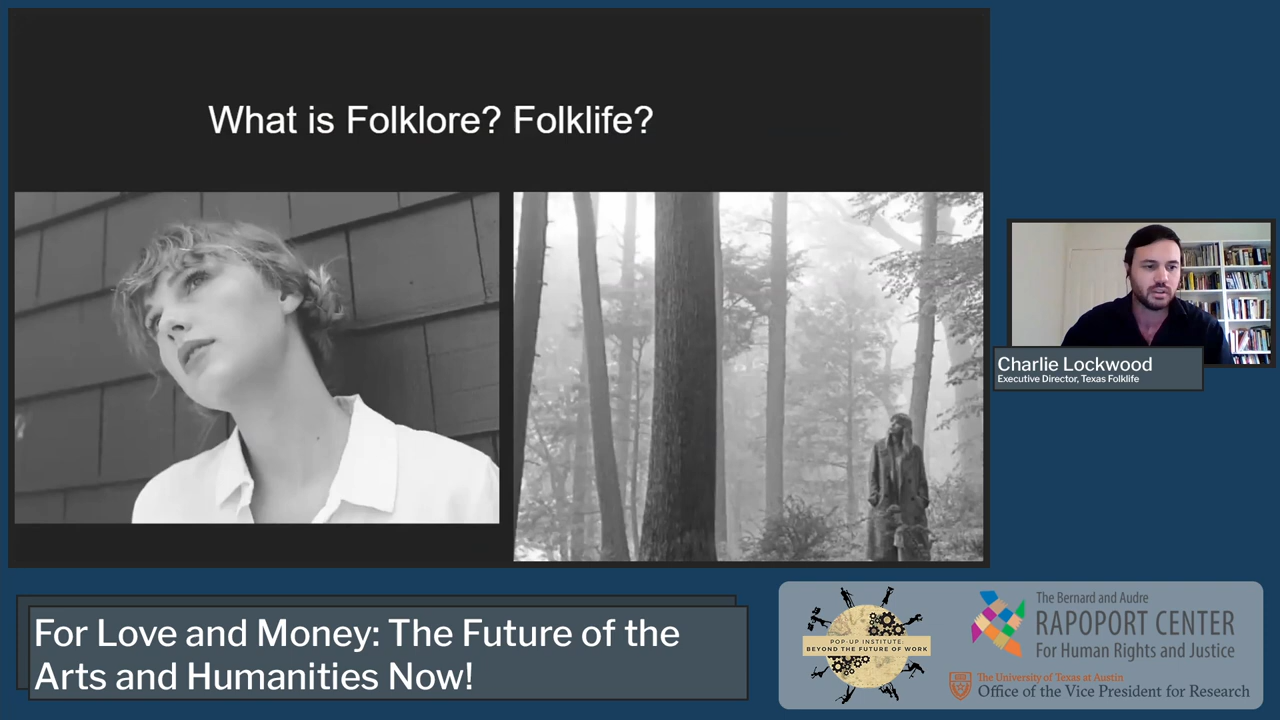 What is Folklore? Folklife?
Charlie Lockwood
Executive Director, Texas Folklife
For Love and Money: The Future of the
Arts and Humanities Now!
POP-UP INSTITUTE:
BEYOND THE FUTURE OF WORK
The Bernard and Audre
RAPOPORT CENTER
For Human Rights and Justice
The University of Texas at Austin
Office of the Vice President for Research